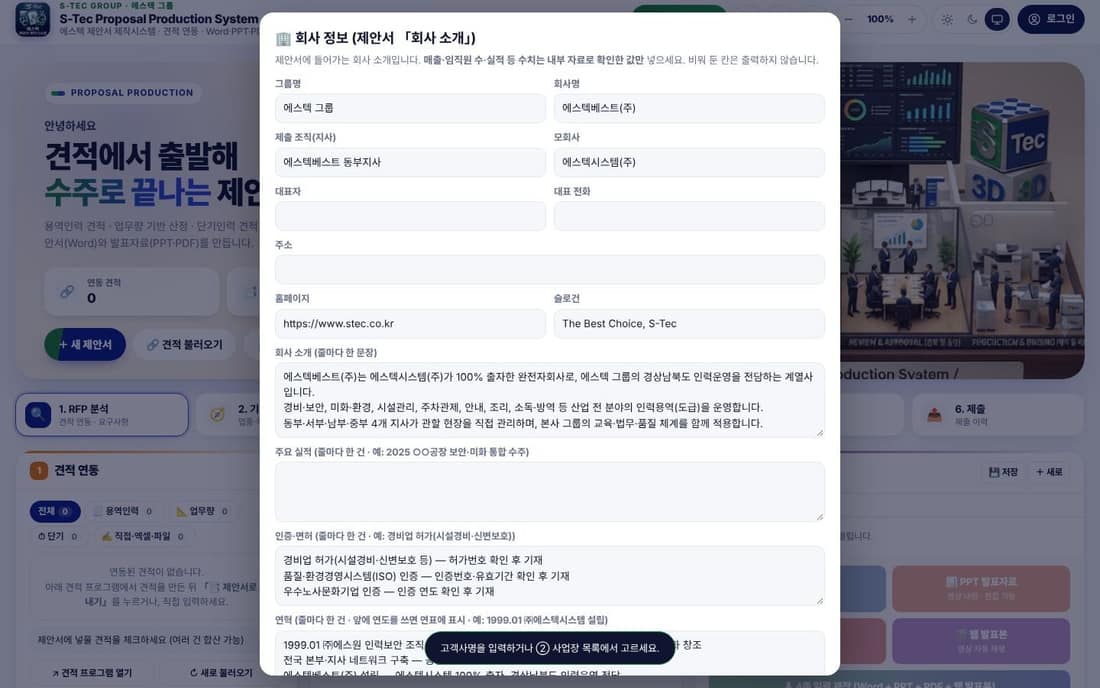 S-TEC GROUP · 에스텍 그룹
S-Tec Proposal Production System
에스텍 제안서 제작시스템 · 견적 연동 · Word·PPT·PD
100%
로그인
PROPOSAL PRODUCTION
안녕하세요
견적에서 출발해
수주로 끝나는 제안
용역인력 견적 · 업무량 기반 산정 · 단기인력 견적
안서(Word)와 발표자료(PPT·PDF)를 만듭니다.
연동 견적
0
+ 새 제안서
견적 불러오기
1. RFP 분석
견적 연동 · 요구사항
2. 기
업종·
6. 제출
제출 이력
1
견적 연동
저장
+ 새로
전체 0
용역인력 0
업무량 0
단기 0
직접·엑셀·파일 0
연동된 견적이 없습니다.
아래 견적 프로그램에서 견적을 만든 뒤 「제안서로
내기」를 누르거나, 직접 입력하세요.
제안서에 넣을 견적을 체크하세요 (여러 건 합산 가능)
↗ 견적 프로그램 열기
↻ 새로 불러오기
PPT 발표자료
웹 발표본
영상 자동 재생
S Tec
3D
4D
duction System /
회사 정보 (제안서 「회사 소개」)
제안서에 들어가는 회사 소개입니다. 매출·임직원 수·실적 등 수치는 내부 자료로 확인한 값만 넣으세요. 비워 둔 칸은 출력하지 않습니다.
그룹명
회사명
에스텍 그룹
에스텍베스트(주)
제출 조직(지사)
모회사
에스텍베스트 동부지사
에스텍시스템(주)
대표자
대표 전화
주소
홈페이지
슬로건
https://www.stec.co.kr
The Best Choice, S-Tec
회사 소개 (줄마다 한 문장)
에스텍베스트(주)는 에스텍시스템(주)가 100% 출자한 완전자회사로, 에스텍 그룹의 경상남북도 인력운영을 전담하는 계열사
입니다.
경비·보안, 미화·환경, 시설관리, 주차관제, 안내, 조리, 소독·방역 등 산업 전 분야의 인력용역(도급)을 운영합니다.
동부·서부·남부·중부 4개 지사가 관할 현장을 직접 관리하며, 본사 그룹의 교육·법무·품질 체계를 함께 적용합니다.
주요 실적 (줄마다 한 건 · 예: 2025 ○○공장 보안·미화 통합 수주)
인증·면허 (줄마다 한 건 · 예: 경비업 허가(시설경비·신변보호))
경비업 허가(시설경비·신변보호 등) — 허가번호 확인 후 기재
품질·환경경영시스템(ISO) 인증 — 인증번호·유효기간 확인 후 기재
우수노사문화기업 인증 — 인증 연도 확인 후 기재
연혁 (줄마다 한 건 · 앞에 연도를 쓰면 연표에 표시 · 예: 1999.01 ㈜에스텍시스템 설립)
1999.01 ㈜에스원 인력보안 조직
창조
전국 본부·지사 네트워크 구축 —
고객사명을 입력하거나 ② 사업장 목록에서 고르세요.